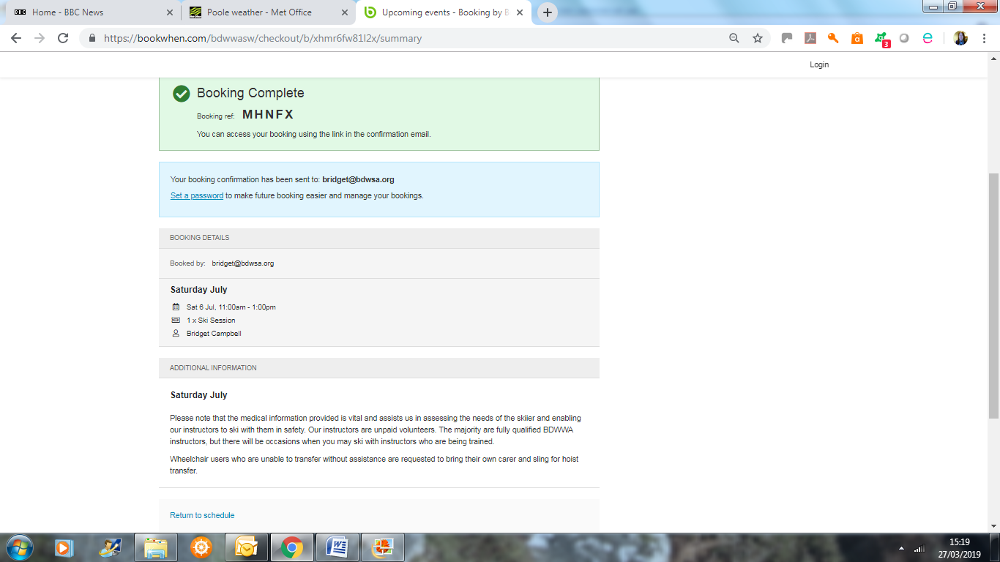 Home - BBC News
Poole weather - Met Office
Upcoming events - Booking by B
https://bookwhen.com/bdwwasw/checkout/b/xhmr6fw81l2x/summary
3
Login
Booking Complete
Booking ref: MHNFX
You can access your booking using the link in the confirmation email.
Your booking confirmation has been sent to: bridget@bdwsa.org
Set a password to make future booking easier and manage your bookings.
BOOKING DETAILS
Booked by: bridget@bdwsa.org
Saturday July
Sat 6 Jul, 11:00am - 1:00pm
1 x Ski Session
Bridget Campbell
ADDITIONAL INFORMATION
Saturday July
Please note that the medical information provided is vital and assists us in assessing the needs of the skiier and enabling
our instructors to ski with them in safety. Our instructors are unpaid volunteers. The majority are fully qualified BDWWA
instructors, but there will be occasions when you may ski with instructors who are being trained.
Wheelchair users who are unable to transfer without assistance are requested to bring their own carer and sling for hoist
transfer.
Return to schedule
15:19
27/03/2019